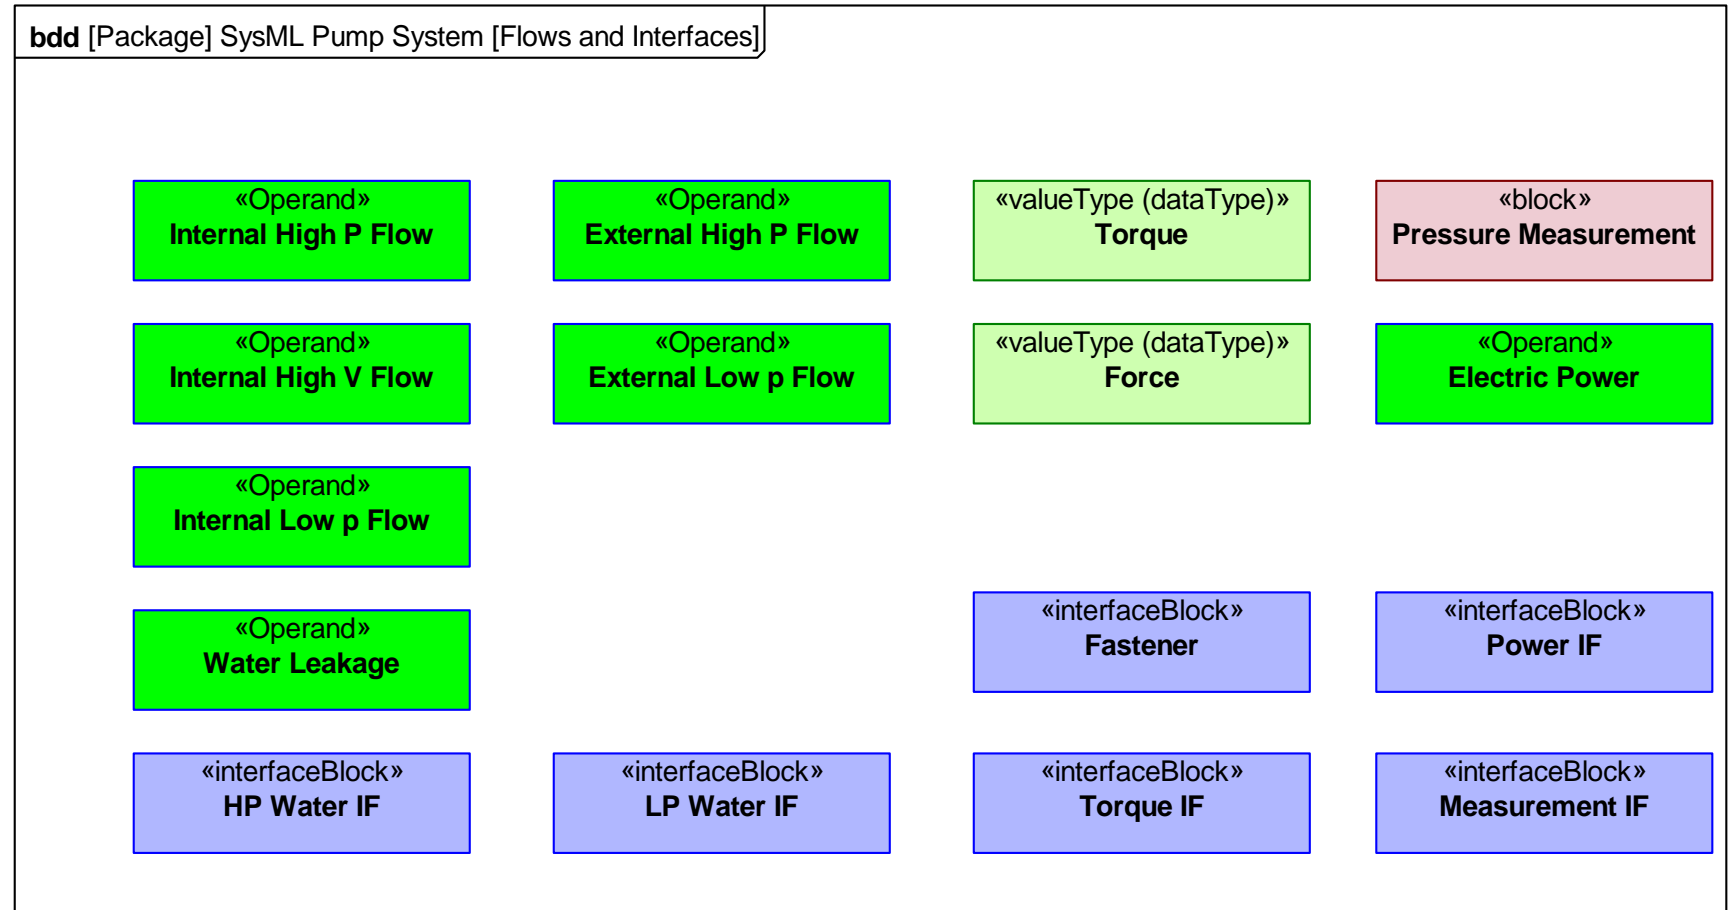 bdd [Package] SysML Pump System [Flows and Interfaces]
«Operand»
Internal High P Flow
«Operand»
External High P Flow
«valueType (dataType)»
Torque
«block»
Pressure Measurement
«Operand»
Internal High V Flow
«Operand»
External Low p Flow
«valueType (dataType)»
Force
«Operand»
Electric Power
«Operand»
Internal Low p Flow
«interfaceBlock»
Fastener
«interfaceBlock»
Power IF
«Operand»
Water Leakage
«interfaceBlock»
HP Water IF
«interfaceBlock»
LP Water IF
«interfaceBlock»
Torque IF
«interfaceBlock»
Measurement IF